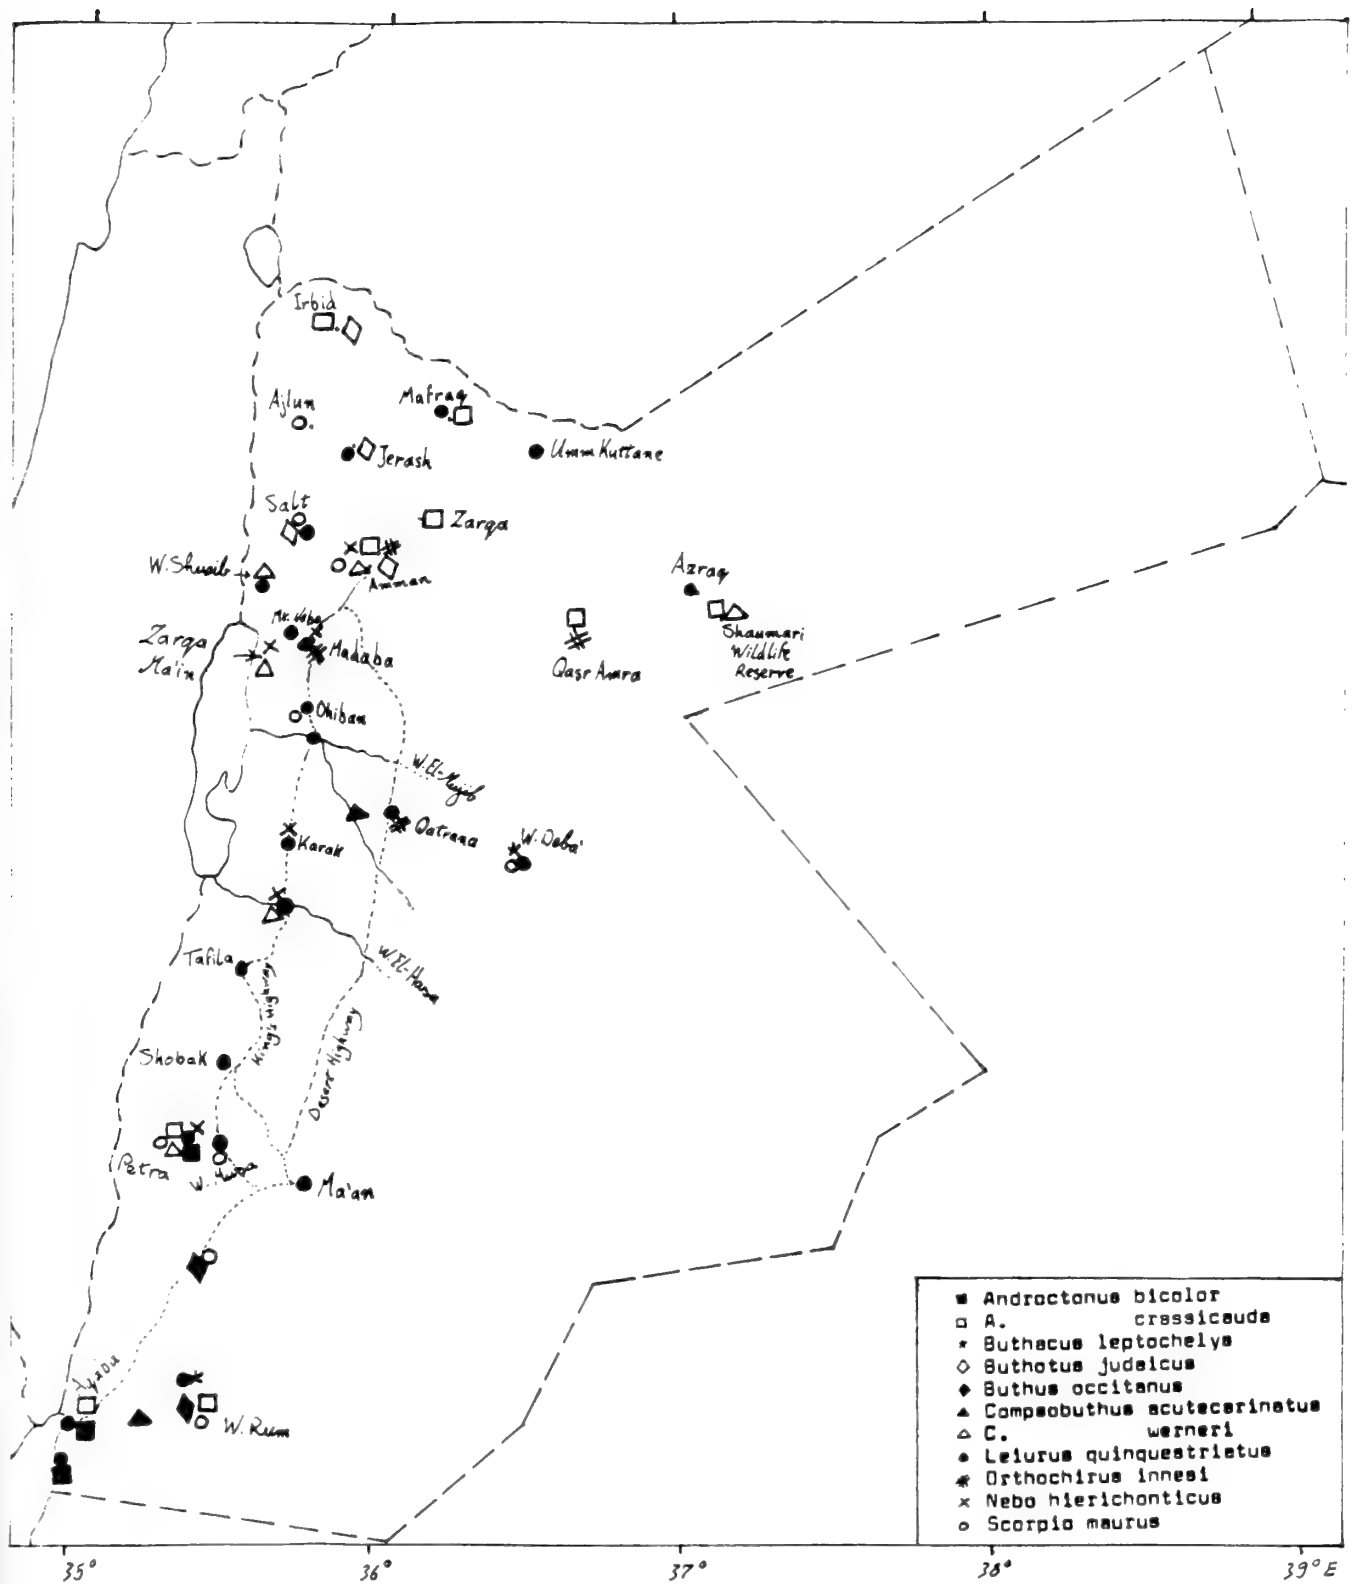 Irbid
Ajlun
Mafraq
Jerash
Umm Kuttane
Salt
Zarqa
W. Shuaib
Amman
Azraq
Shaumari
Wildlife
Reserve
Zarqa
Ma'in
Madaba
Qasr Amra
Dhiban
W. El-Mujib
Qatrana
Karak
W. Deba'
Tafila
W. El-Hasa
King's Highway
Desert Highway
Shobak
Petra
W. Musa
Ma'an
W. Rum
Androctonus bicolor
A. crassicauda
Buthacus leptochelys
Buthotus judaicus
Buthus occitanus
Compsobuthus acutecarinatus
C. werneri
Leiurus quinquestriatus
Orthochirus innesi
Nebo hierichonticus
Scorpio maurus
35°
36°
37°
38°
39° E